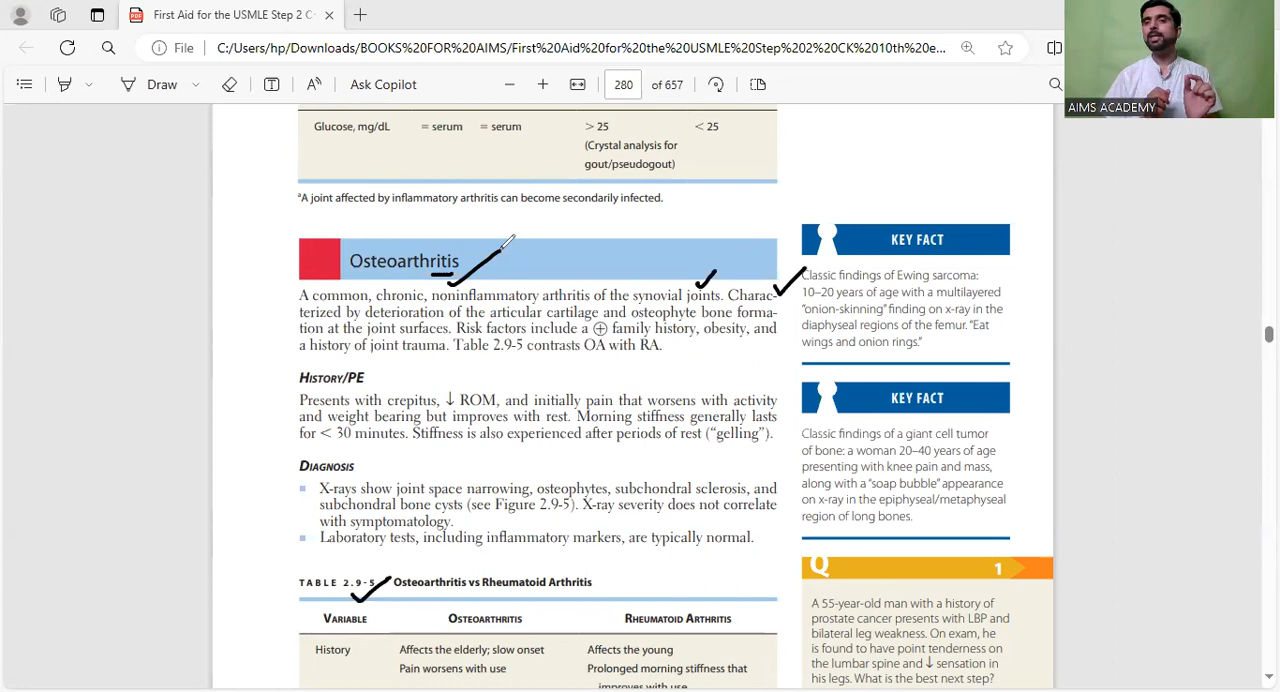 First Aid for the USMLE Step 2 C
File
C:/Users/hp/Downloads/BOOKS%20FOR%20AIMS/First%20Aid%20for%20the%20USMLE%20Step%202%20CK%2010th%20e...
Draw
Ask Copilot
280 of 657
AIMS ACADEMY
Glucose, mg/dL = serum = serum > 25 < 25
(Crystal analysis for
gout/pseudogout)
ᵃA joint affected by inflammatory arthritis can become secondarily infected.
Osteoarthritis
A common, chronic, noninflammatory arthritis of the synovial joints. Charac-
terized by deterioration of the articular cartilage and osteophyte bone forma-
tion at the joint surfaces. Risk factors include a ⊕ family history, obesity, and
a history of joint trauma. Table 2.9-5 contrasts OA with RA.
History/PE
Presents with crepitus, ↓ ROM, and initially pain that worsens with activity
and weight bearing but improves with rest. Morning stiffness generally lasts
for < 30 minutes. Stiffness is also experienced after periods of rest (“gelling”).
Diagnosis
■ X-rays show joint space narrowing, osteophytes, subchondral sclerosis, and
subchondral bone cysts (see Figure 2.9-5). X-ray severity does not correlate
with symptomatology.
■ Laboratory tests, including inflammatory markers, are typically normal.
TABLE 2.9-5 Osteoarthritis vs Rheumatoid Arthritis
Variable Osteoarthritis Rheumatoid Arthritis
History Affects the elderly; slow onset Affects the young
Pain worsens with use Prolonged morning stiffness that
improves with use
KEY FACT
Classic findings of Ewing sarcoma:
10–20 years of age with a multilayered
“onion-skinning” finding on x-ray in the
diaphyseal regions of the femur. “Eat
wings and onion rings.”
KEY FACT
Classic findings of a giant cell tumor
of bone: a woman 20–40 years of age
presenting with knee pain and mass,
along with a “soap bubble” appearance
on x-ray in the epiphyseal/metaphyseal
region of long bones.
Q 1
A 55-year-old man with a history of
prostate cancer presents with LBP and
bilateral leg weakness. On exam, he
is found to have point tenderness on
the lumbar spine and ↓ sensation in
his legs. What is the best next step?